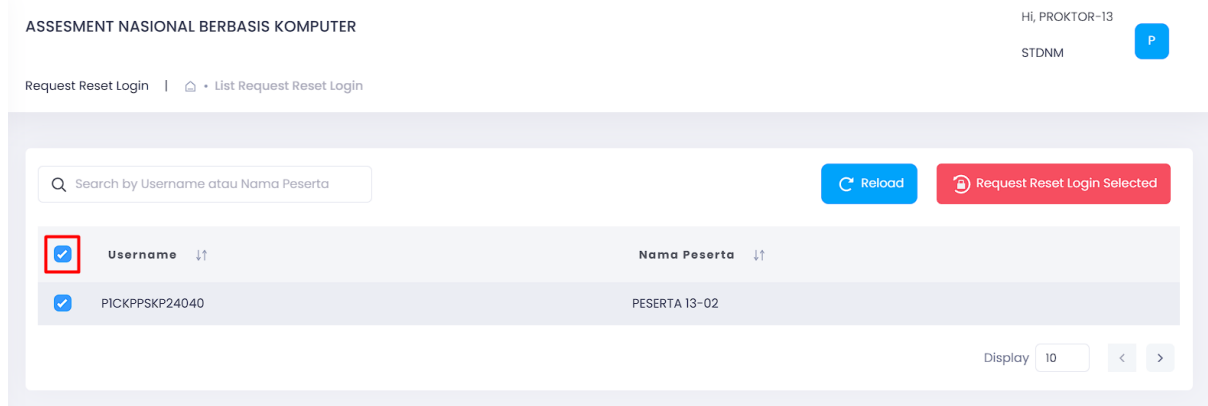 ASSESMENT NASIONAL BERBASIS KOMPUTER
Hi, PROKTOR-13
STDNM
P
Request Reset Login | • List Request Reset Login
Search by Username atau Nama Peserta
Reload
Request Reset Login Selected
Username
Nama Peserta
P1CKPPSKP24040
PESERTA 13-02
Display 10